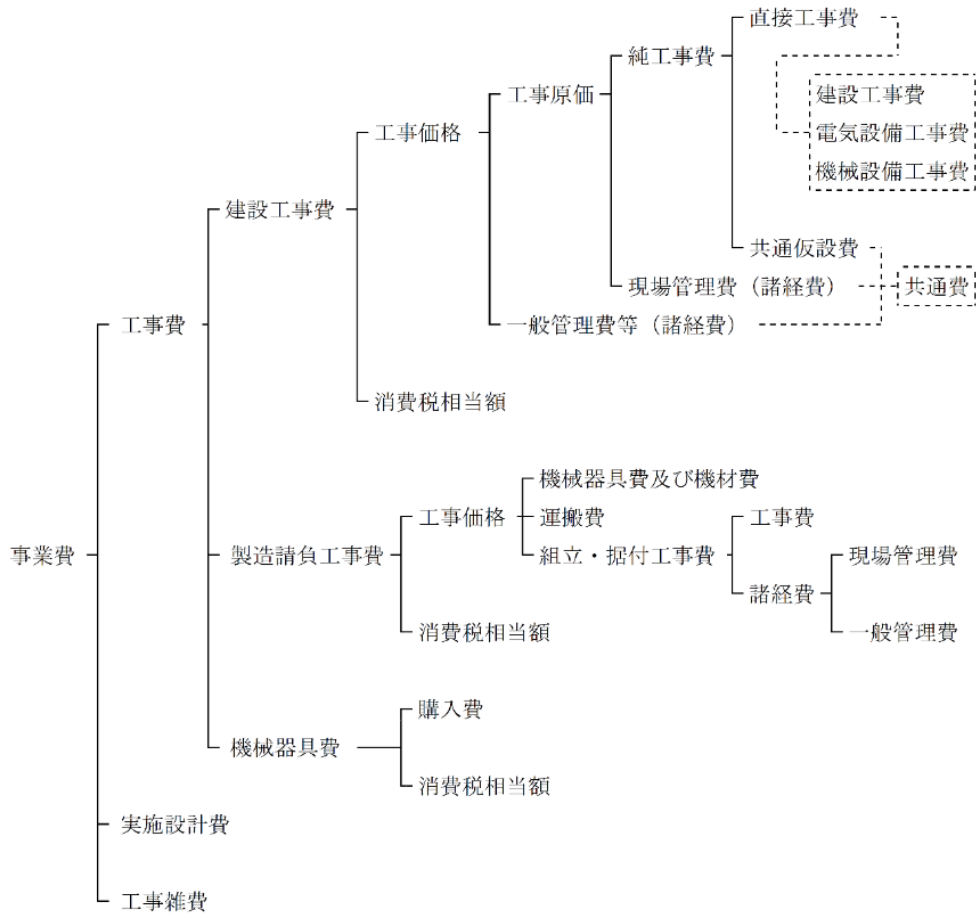 直接工事費
純工事費
工事原価
建設工事費
工事価格
電気設備工事費
機械設備工事費
建設工事費
共通仮設費
現場管理費（諸経費）
共通費
工事費
一般管理費等（諸経費）
消費税相当額
機械器具費及び機材費
工事価格
運搬費
工事費
事業費
製造請負工事費
組立・据付工事費
現場管理費
諸経費
消費税相当額
一般管理費
購入費
機械器具費
消費税相当額
実施設計費
工事雑費